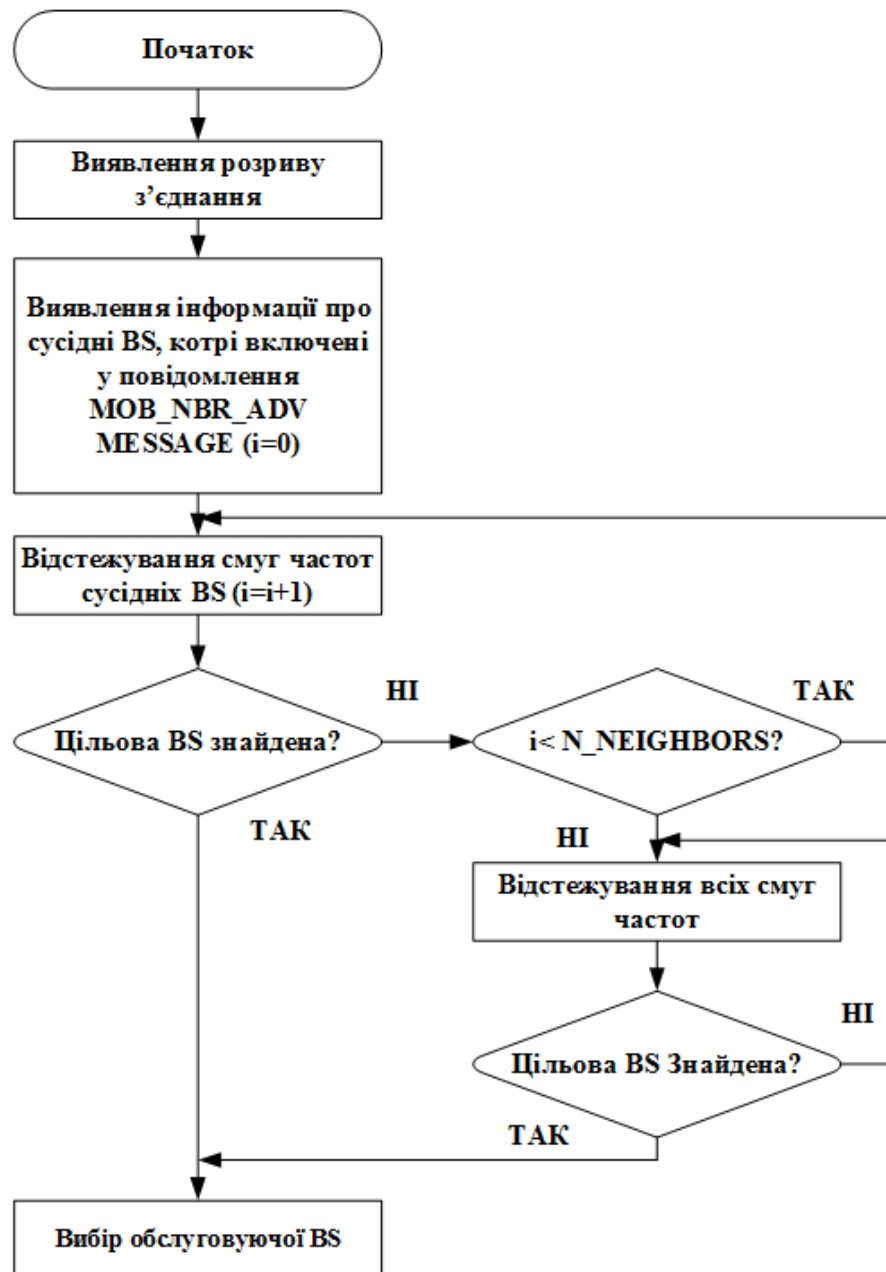 Початок
Виявлення розриву
з’єднання
Виявлення інформації про
сусідні BS, котрі включені
у повідомлення
MOB_NBR_ADV
MESSAGE (i=0)
Відстежування смуг частот
сусідніх BS (i=i+1)
Цільова BS знайдена?
НІ
ТАК
i< N_NEIGHBORS?
ТАК
НІ
Відстежування всіх смуг
частот
Цільова BS Знайдена?
НІ
ТАК
Вибір обслуговуючої BS